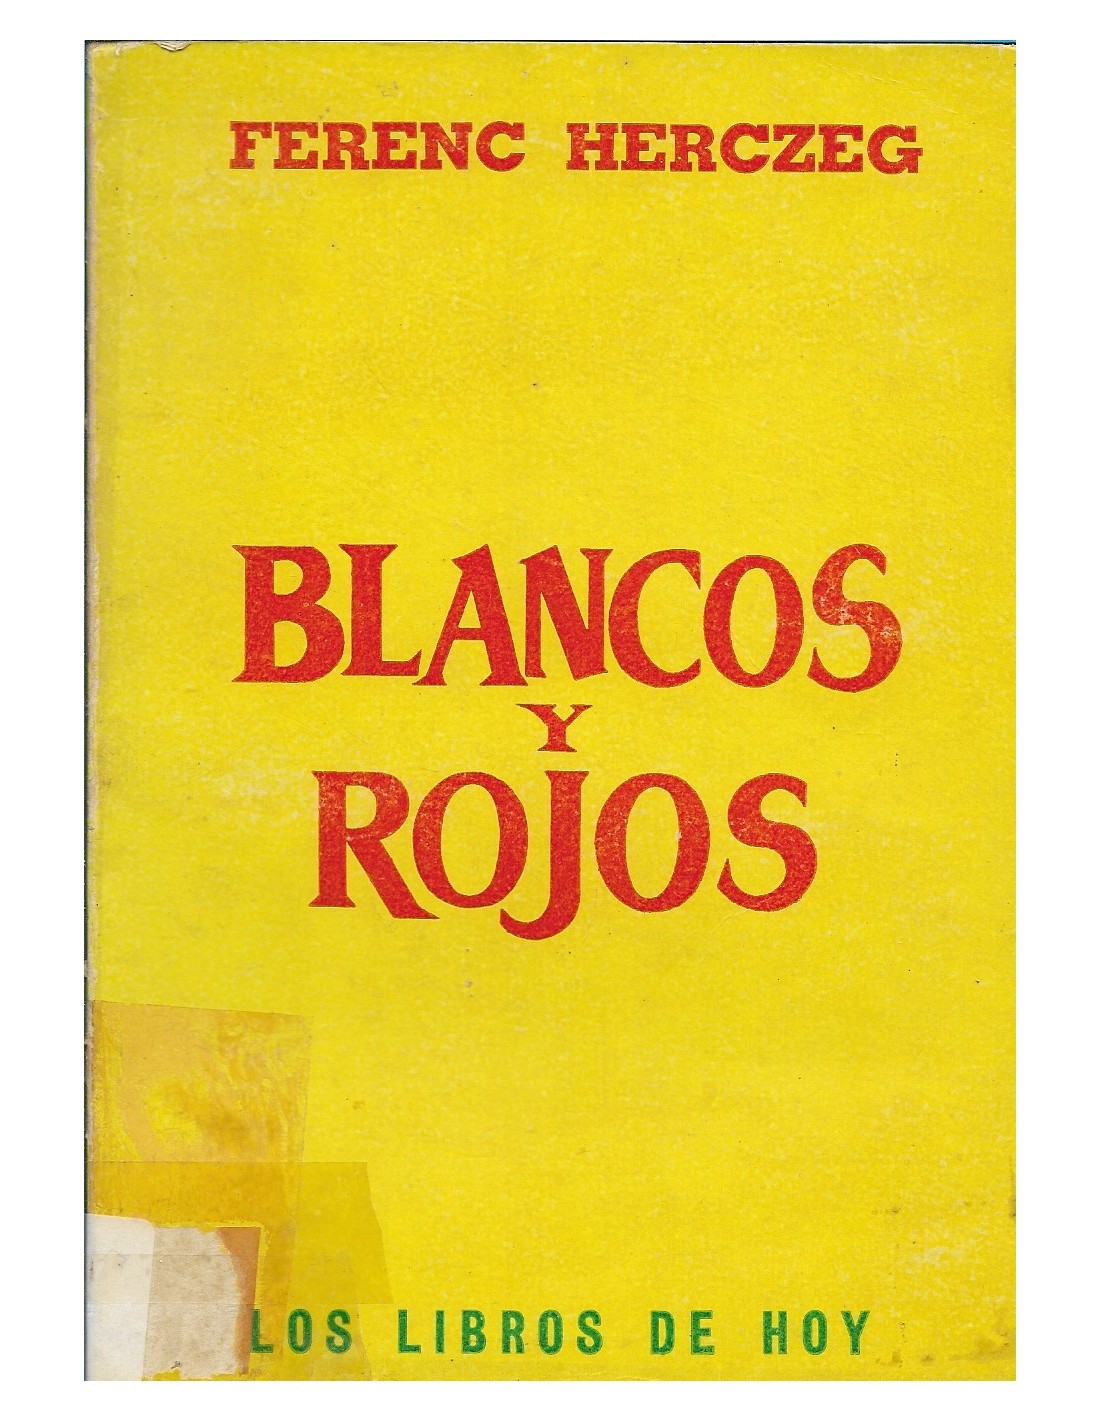 FERENC HERCZEG
BLANCOS
Y
ROJOS
LOS LIBROS DE HOY